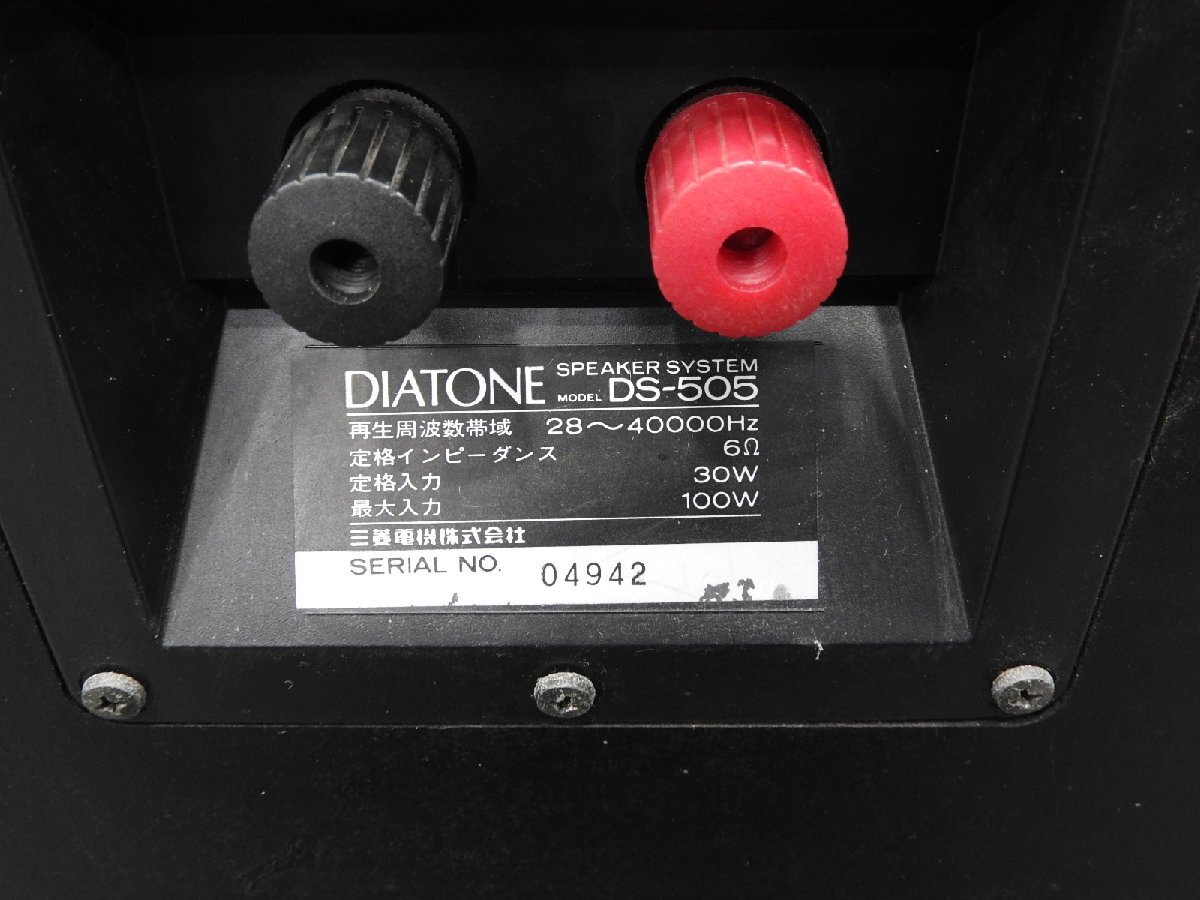 DIATONE SPEAKER SYSTEM
MODEL DS-505
再生周波数帯域 28～40000Hz
定格インピーダンス 6Ω
定格入力 30W
最大入力 100W
三菱電機株式会社
SERIAL NO. 04942